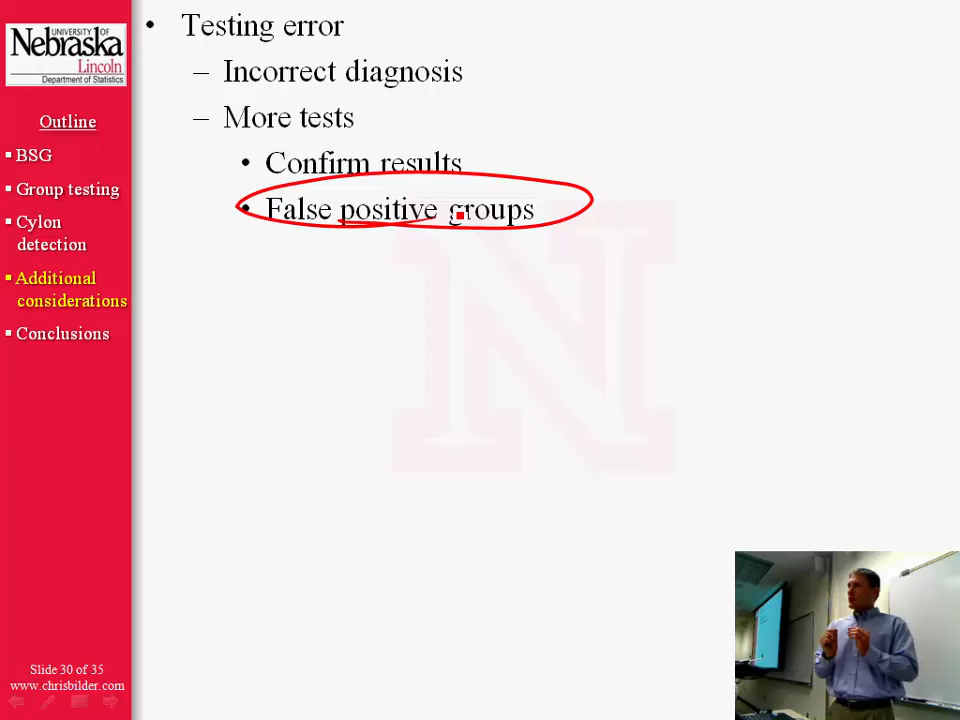 UNIVERSITY OF
Nebraska
Lincoln
Department of Statistics
Outline
▪ BSG
▪ Group testing
▪ Cylon
detection
▪ Additional
considerations
▪ Conclusions
Slide 30 of 35
www.chrisbilder.com
• Testing error
– Incorrect diagnosis
– More tests
• Confirm results
• False positive groups
N